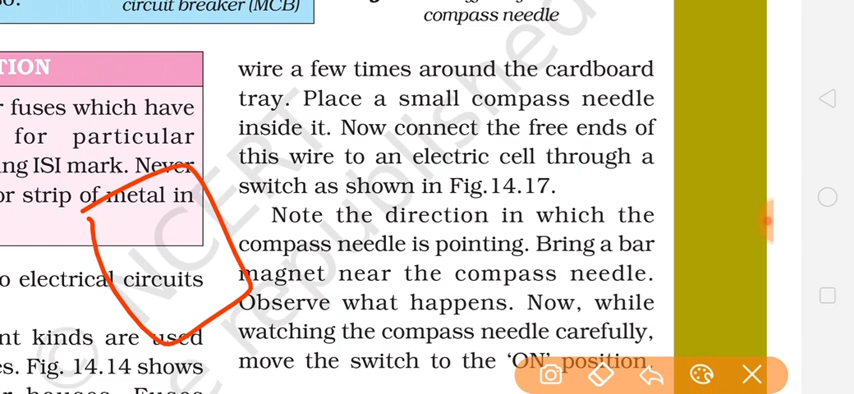 circuit breaker (MCB)
compass needle
TION
fuses which have
for particular
ing ISI mark. Never
or strip of metal in
o electrical circuits
nt kinds are used
es. Fig. 14.14 shows
wire a few times around the cardboard
tray. Place a small compass needle
inside it. Now connect the free ends of
this wire to an electric cell through a
switch as shown in Fig.14.17.
Note the direction in which the
compass needle is pointing. Bring a bar
magnet near the compass needle.
Observe what happens. Now, while
watching the compass needle carefully,
move the switch to the ‘ON’ position.
© NCERT
be republished